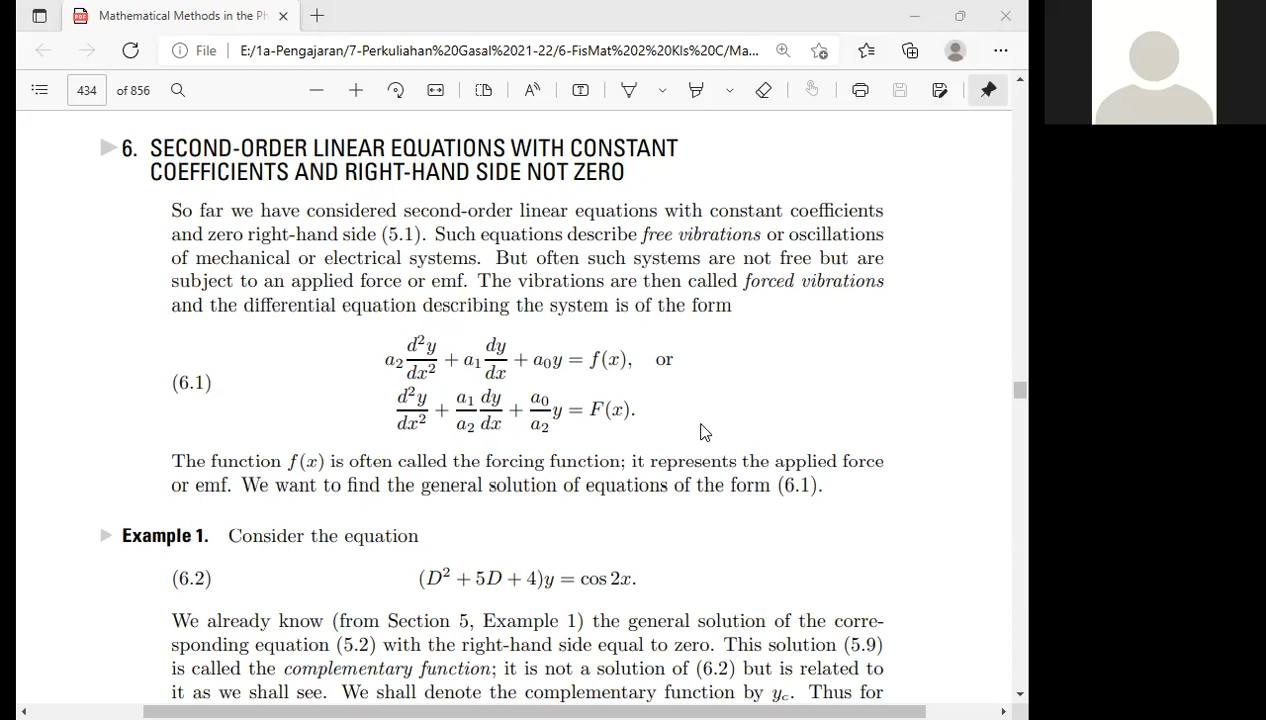 Mathematical Methods in the Ph
File E:/1a-Pengajaran/7-Perkuliahan%20Gasal%2021-22/6-FisMat%202%20Kls%20C/Ma...
434 of 856
6. SECOND-ORDER LINEAR EQUATIONS WITH CONSTANT
COEFFICIENTS AND RIGHT-HAND SIDE NOT ZERO
So far we have considered second-order linear equations with constant coefficients
and zero right-hand side (5.1). Such equations describe free vibrations or oscillations
of mechanical or electrical systems. But often such systems are not free but are
subject to an applied force or emf. The vibrations are then called forced vibrations
and the differential equation describing the system is of the form
a₂ d²y/dx² + a₁ dy/dx + a₀y = f(x), or
(6.1)
d²y/dx² + a₁/a₂ dy/dx + a₀/a₂ y = F(x).
The function f(x) is often called the forcing function; it represents the applied force
or emf. We want to find the general solution of equations of the form (6.1).
Example 1. Consider the equation
(6.2) (D² + 5D + 4)y = cos 2x.
We already know (from Section 5, Example 1) the general solution of the corre-
sponding equation (5.2) with the right-hand side equal to zero. This solution (5.9)
is called the complementary function; it is not a solution of (6.2) but is related to
it as we shall see. We shall denote the complementary function by y_c. Thus for